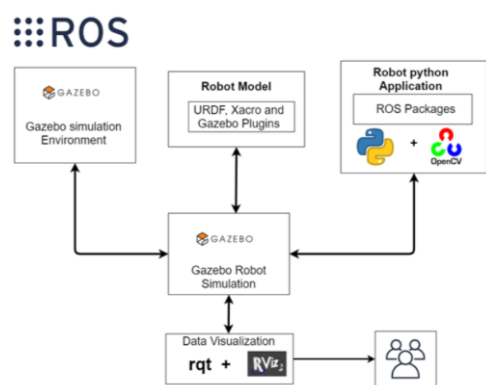 ROS
GAZEBO
Gazebo simulation
Environment
Robot Model
URDF, Xacro and
Gazebo Plugins
Robot python
Application
ROS Packages
+
OpenCV
GAZEBO
Gazebo Robot
Simulation
Data Visualization
rqt + RViz